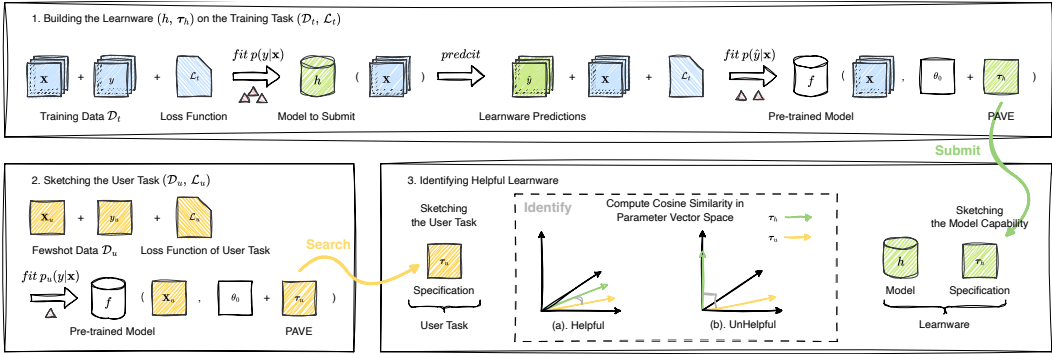 1. Building the Learnware (h, τ_h) on the Training Task (𝒟_t, ℒ_t)
fit p(y|x) predcit fit p(ŷ|x)
X + y + ℒ_t h ( X ) ŷ + X + ℒ_t f ( X , θ_0 + τ_h )
Training Data 𝒟_t Loss Function Model to Submit Learnware Predictions Pre-trained Model PAVE
Submit
2. Sketching the User Task (𝒟_u, ℒ_u)
X_u + y_u + ℒ_u
Fewshot Data 𝒟_u Loss Function of User Task
Search
fit p_u(y|x)
f ( X_u , θ_0 + τ_u )
Pre-trained Model PAVE
3. Identifying Helpful Learnware
Sketching
the User Task
τ_u
Specification
User Task
Identify
Compute Cosine Similarity in
Parameter Vector Space
τ_h
τ_u
(a). Helpful (b). UnHelpful
Sketching
the Model Capability
h τ_h
Model Specification
Learnware